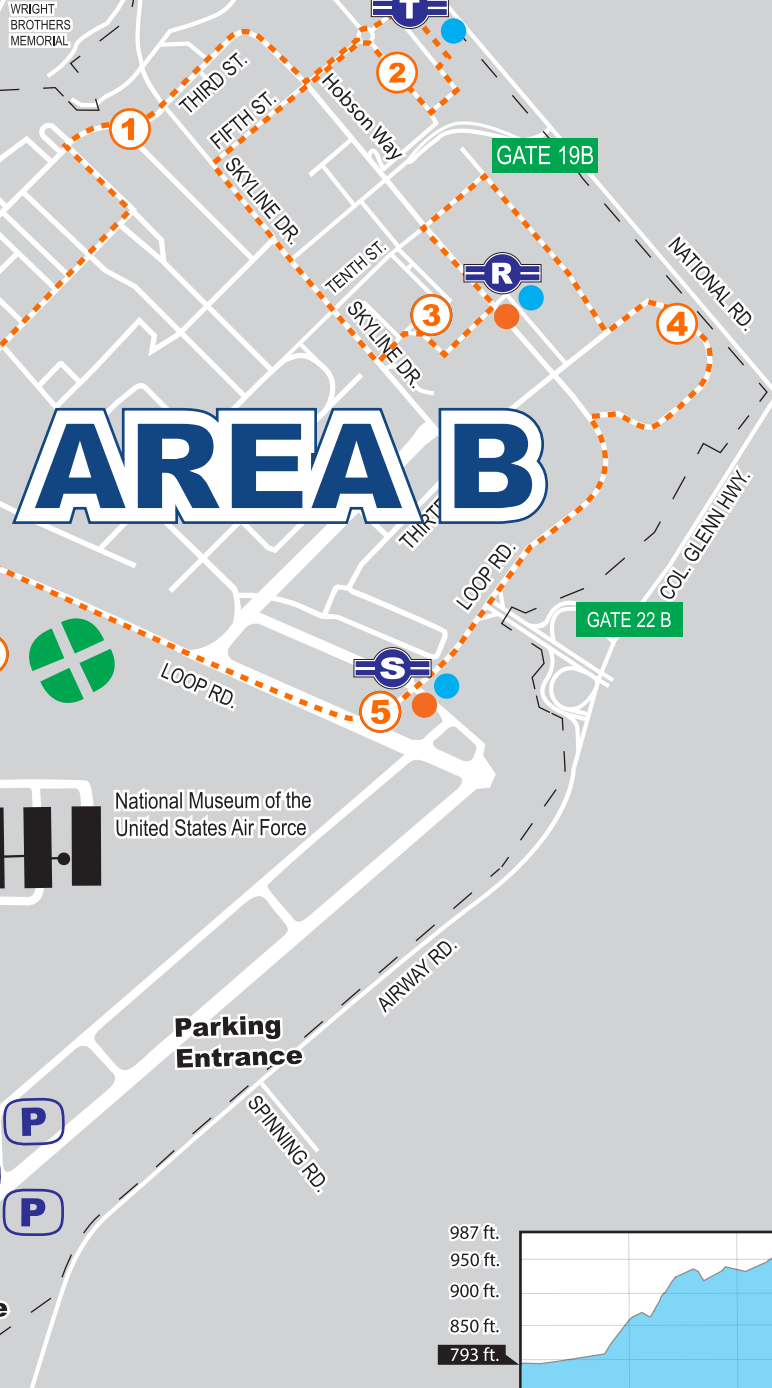 WRIGHT
BROTHERS
MEMORIAL
T
2
THIRD ST.
1
FIFTH ST.
Hobson Way
GATE 19B
SKYLINE DR.
TENTH ST.
R
NATIONAL RD.
SKYLINE DR.
3
4
AREA B
LOOP RD.
COL. GLENN HWY.
GATE 22 B
S
LOOP RD.
5
National Museum of the
United States Air Force
AIRWAY RD.
Parking
Entrance
P
SPINNING RD.
P
987 ft.
950 ft.
900 ft.
850 ft.
793 ft.